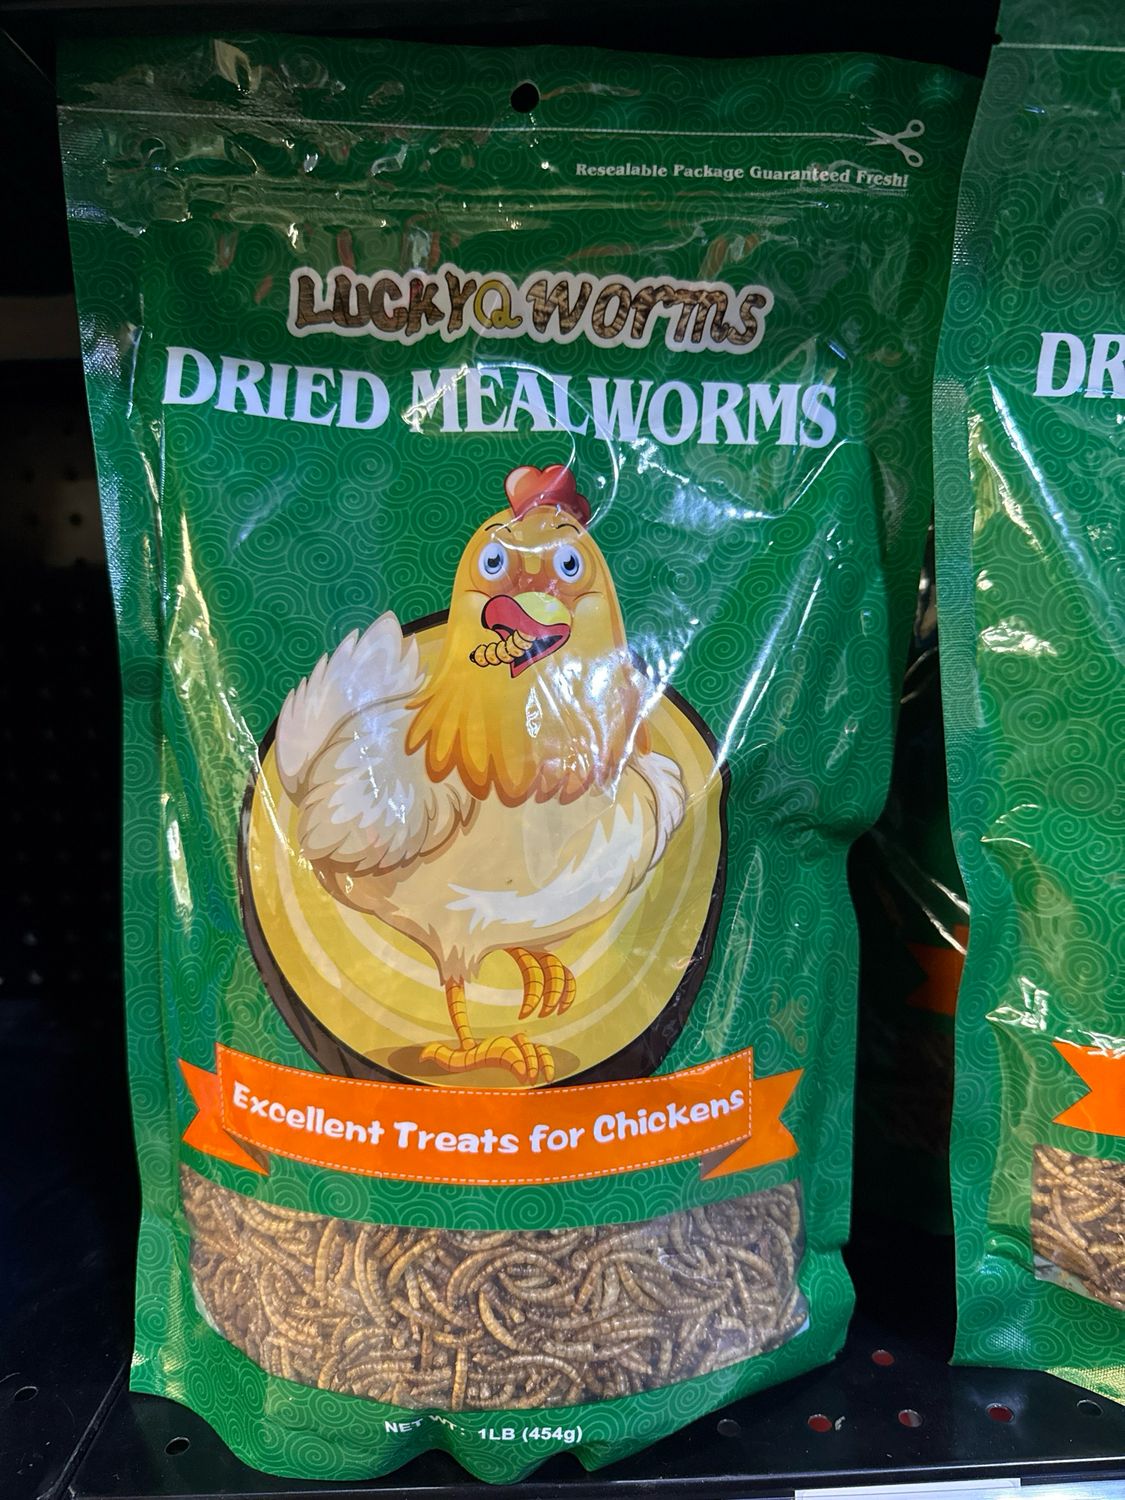 Resealable Package Guaranteed Fresh!
LUCKYQ WORMS
DRIED MEALWORMS
DR
Excellent Treats for Chickens
NET WT: 1LB (454g)